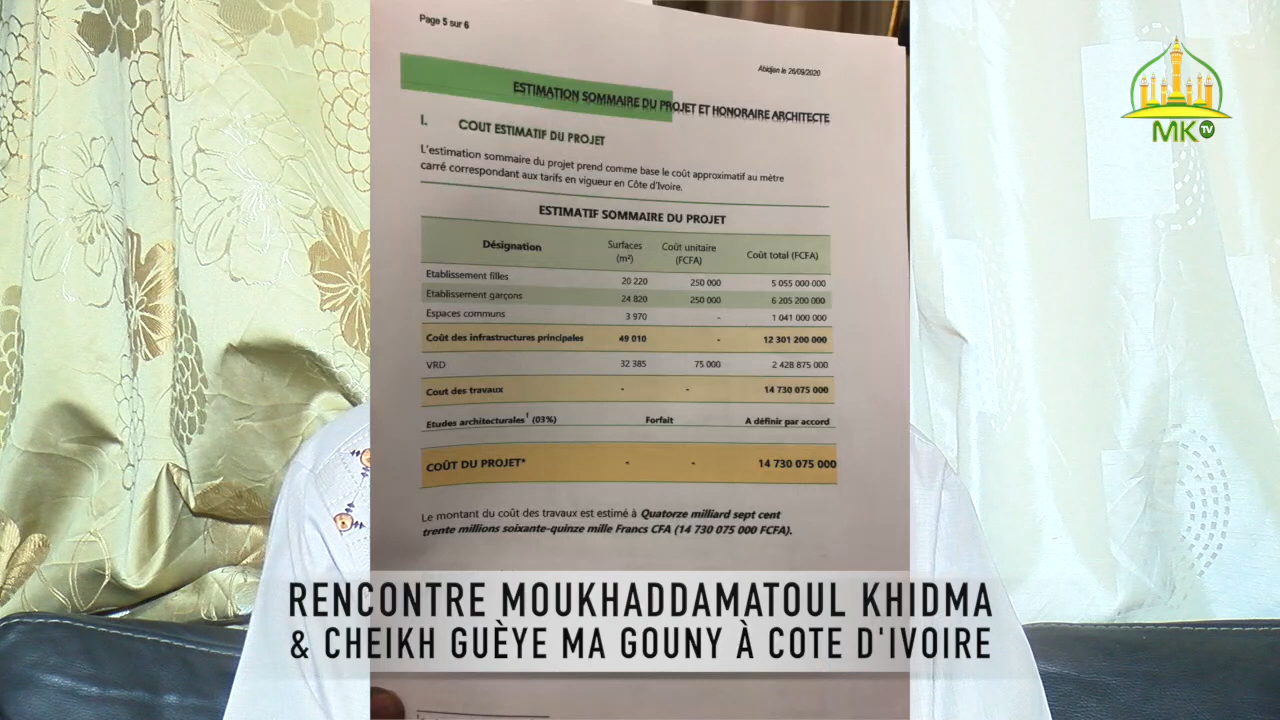 Page 5 sur 6
Abidjan le 26/09/2020
ESTIMATION SOMMAIRE DU PROJET ET HONORAIRE ARCHITECTE
I. COUT ESTIMATIF DU PROJET
L'estimation sommaire du projet prend comme base le coût approximatif au mètre
carré correspondant aux tarifs en vigueur en Côte d'Ivoire.
ESTIMATIF SOMMAIRE DU PROJET
Désignation Surfaces (m²) Coût unitaire (FCFA) Coût total (FCFA)
Etablissement filles 20 220 250 000 5 055 000 000
Etablissement garçons 24 820 250 000 6 205 200 000
Espaces communs 3 970 - 1 041 000 000
Coût des infrastructures principales 49 010 - 12 301 200 000
VRD 32 385 75 000 2 428 875 000
Cout des travaux - - 14 730 075 000
Etudes architecturales¹ (03%) Forfait A définir par accord
COÛT DU PROJET* - - 14 730 075 000
Le montant du coût des travaux est estimé à Quatorze milliard sept cent
trente millions soixante-quinze mille Francs CFA (14 730 075 000 FCFA).
MK TV
RENCONTRE MOUKHADDAMATOUL KHIDMA
& CHEIKH GUÈYE MA GOUNY À COTE D'IVOIRE